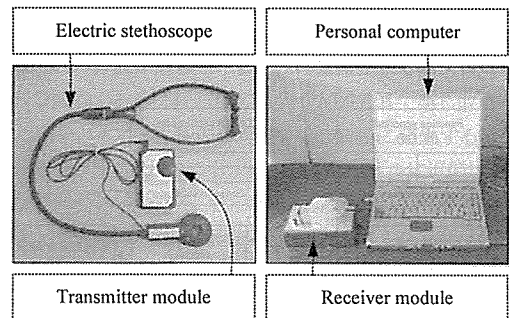 Electric stethoscope
Personal computer
Transmitter module
Receiver module